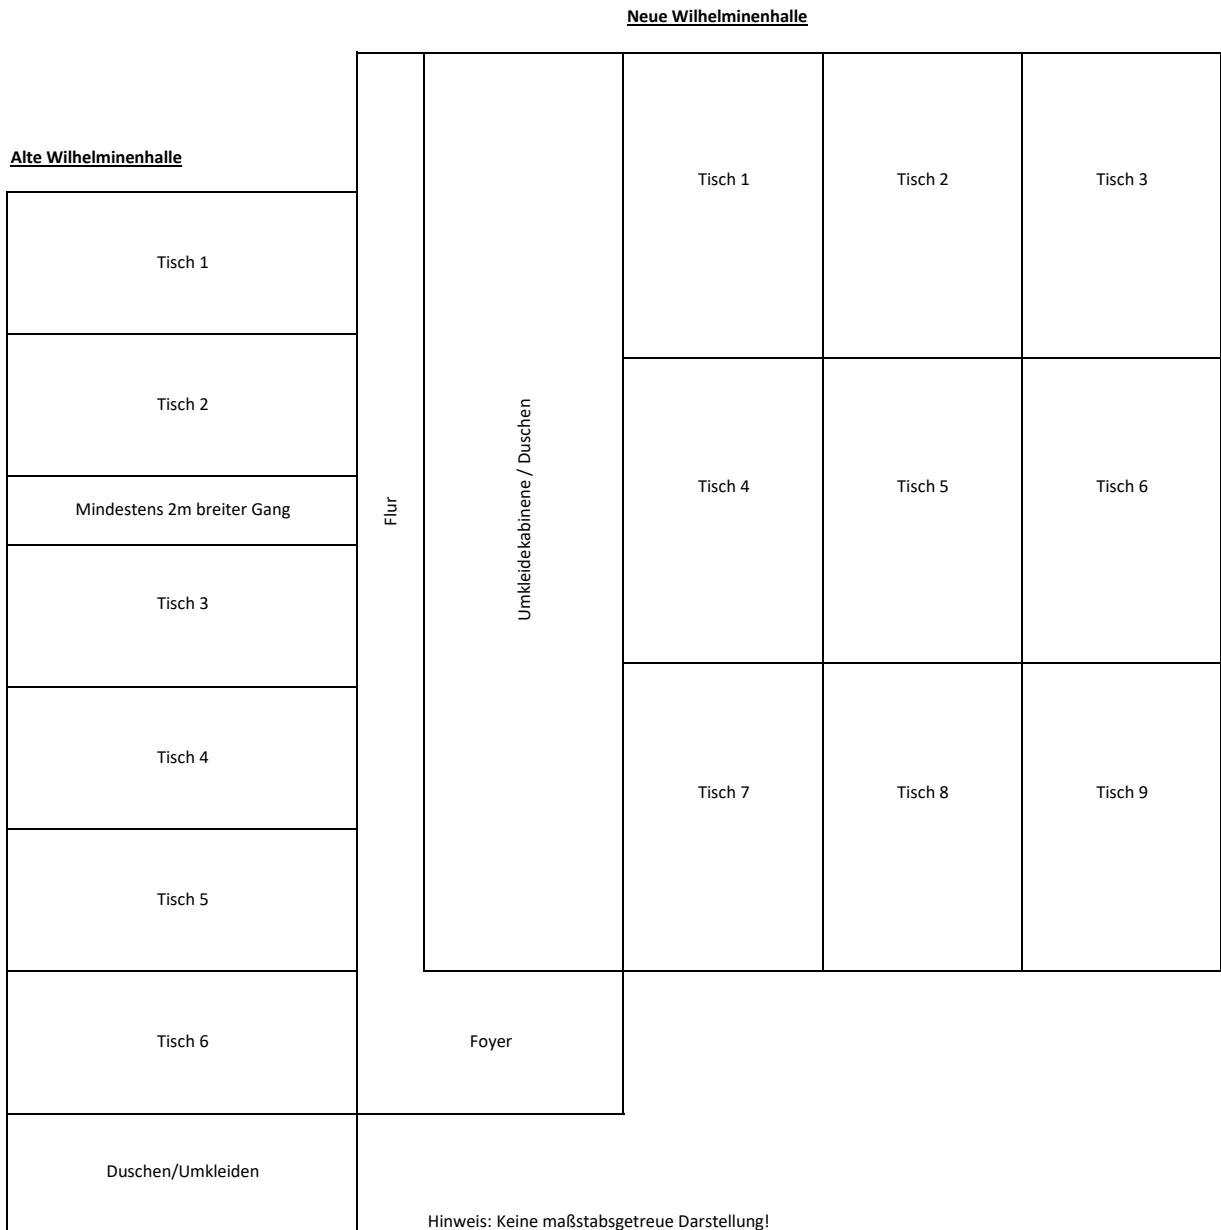 Neue Wilhelminenhalle
Alte Wilhelminenhalle
Tisch 1
Tisch 2
Mindestens 2m breiter Gang
Tisch 3
Tisch 4
Tisch 5
Tisch 6
Duschen/Umkleiden
Flur
Umkleidekabinene / Duschen
Foyer
Tisch 1
Tisch 2
Tisch 3
Tisch 4
Tisch 5
Tisch 6
Tisch 7
Tisch 8
Tisch 9
Hinweis: Keine maßstabsgetreue Darstellung!